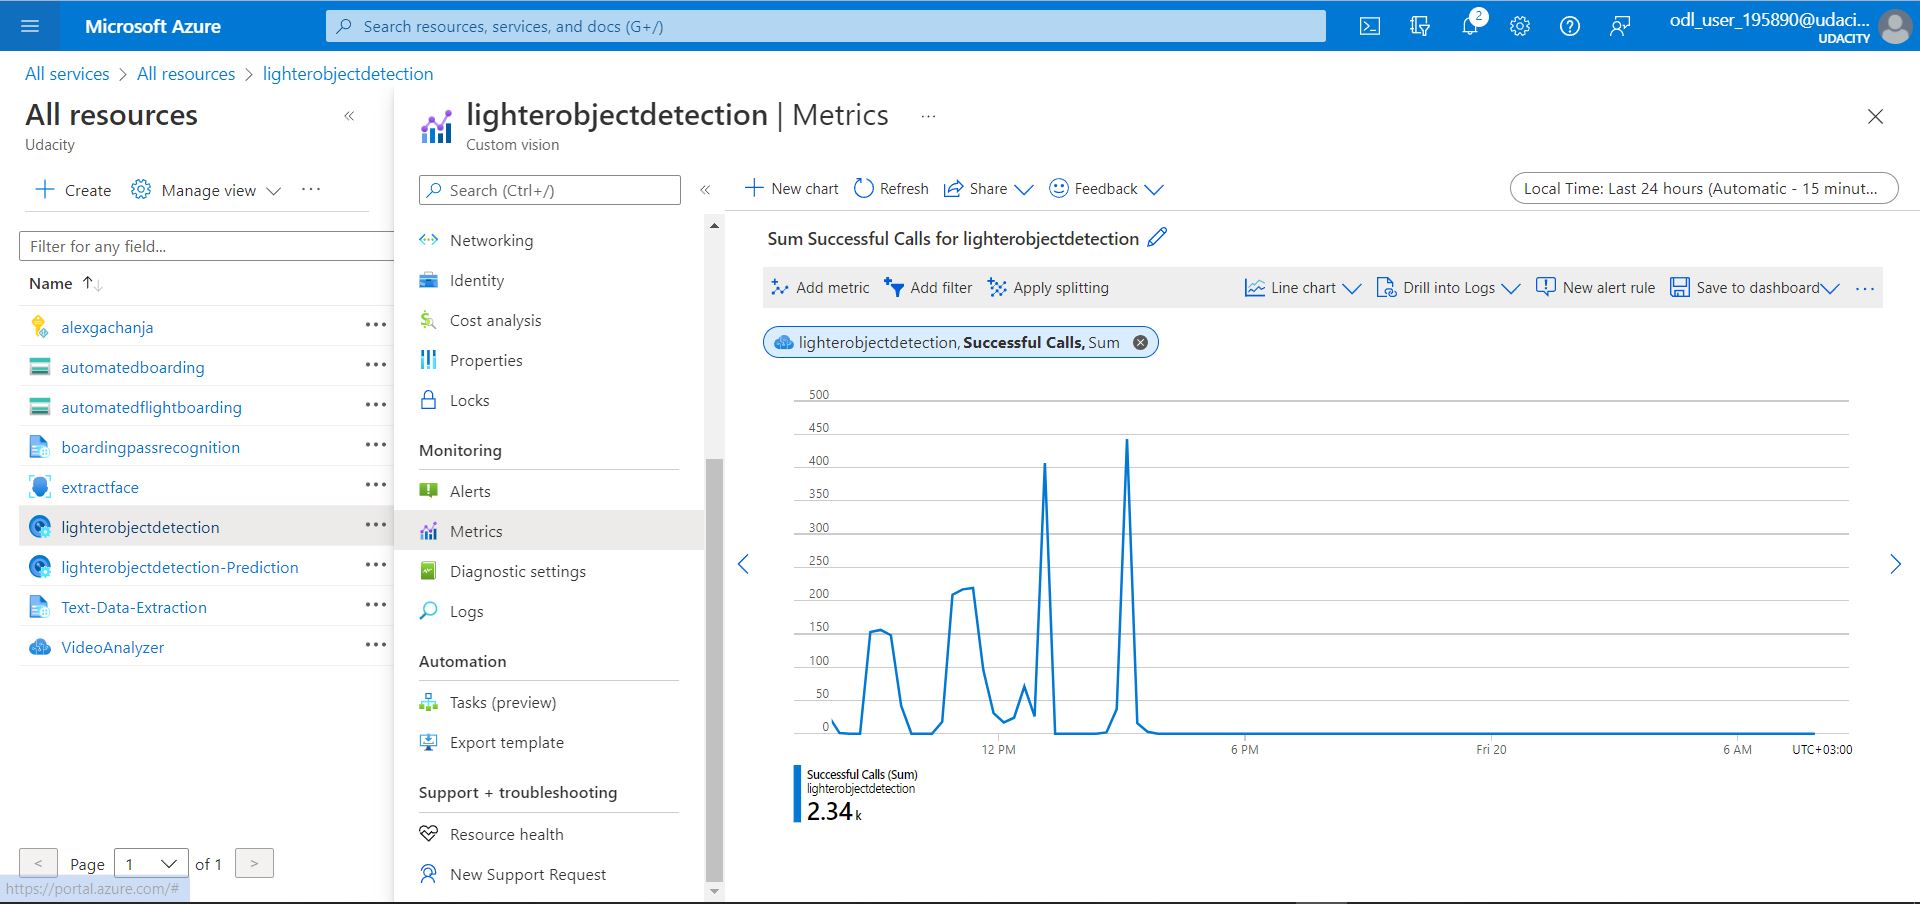 Microsoft Azure
Search resources, services, and docs (G+/)
2
odl_user_195890@udaci...
UDACITY
All services > All resources > lighterobjectdetection
All resources
Udacity
Create
Manage view
Filter for any field...
Name
alexgachanja
automatedboarding
automatedflightboarding
boardingpassrecognition
extractface
lighterobjectdetection
lighterobjectdetection-Prediction
Text-Data-Extraction
VideoAnalyzer
< Page 1 of 1 >
https://portal.azure.com/#
lighterobjectdetection | Metrics
Custom vision
Search (Ctrl+/)
Networking
Identity
Cost analysis
Properties
Locks
Monitoring
Alerts
Metrics
Diagnostic settings
Logs
Automation
Tasks (preview)
Export template
Support + troubleshooting
Resource health
New Support Request
New chart
Refresh
Share
Feedback
Local Time: Last 24 hours (Automatic - 15 minut...
Sum Successful Calls for lighterobjectdetection
Add metric
Add filter
Apply splitting
Line chart
Drill into Logs
New alert rule
Save to dashboard
lighterobjectdetection, Successful Calls, Sum
500
450
400
350
300
250
200
150
100
50
0
12 PM
6 PM
Fri 20
6 AM
UTC+03:00
Successful Calls (Sum)
lighterobjectdetection
2.34 k